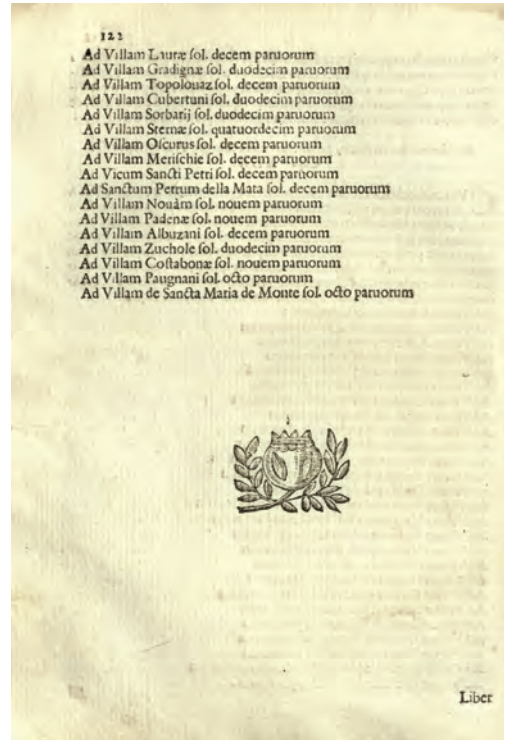 122
Ad Villam Lauræ ſol. decem paruorum
Ad Villam Gradignæ ſol. duodecim paruorum
Ad Villam Topolouaz ſol. decem paruorum
Ad Villam Cubertuni ſol. duodecim paruorum
Ad Villam Sorbarij ſol. duodecim paruorum
Ad Villam Sternæ ſol. quatuordecim paruorum
Ad Villam Oſcurus ſol. decem paruorum
Ad Villam Meriſchie ſol. decem paruorum
Ad Vicum Sancti Petri ſol. decem paruorum
Ad Sanctum Petrum della Mata ſol. decem paruorum
Ad Villam Nouàm ſol. nouem paruorum
Ad Villam Padenæ ſol. nouem paruorum
Ad Villam Albuzani ſol. decem paruorum
Ad Villam Zuchole ſol. duodecim paruorum
Ad Villam Coſtabonæ ſol. nouem paruorum
Ad Villam Paugnani ſol. octo paruorum
Ad Villam de Sancta Maria de Monte ſol. octo paruorum
Liber